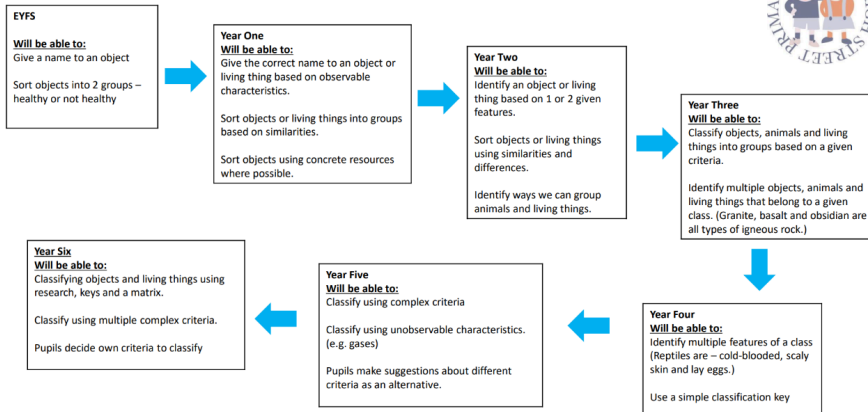 EYFS
Will be able to:
Give a name to an object
Sort objects into 2 groups –
healthy or not healthy
Year One
Will be able to:
Give the correct name to an object or
living thing based on observable
characteristics.
Sort objects or living things into groups
based on similarities.
Sort objects using concrete resources
where possible.
Year Two
Will be able to:
Identify an object or living
thing based on 1 or 2 given
features.
Sort objects or living things
using similarities and
differences.
Identify ways we can group
animals and living things.
Year Three
Will be able to:
Classify objects, animals and living
things into groups based on a given
criteria.
Identify multiple objects, animals and
living things that belong to a given
class. (Granite, basalt and obsidian are
all types of igneous rock.)
Year Four
Will be able to:
Identify multiple features of a class
(Reptiles are – cold-blooded, scaly
skin and lay eggs.)
Use a simple classification key
Year Five
Will be able to:
Classify using complex criteria
Classify using unobservable characteristics.
(e.g. gases)
Pupils make suggestions about different
criteria as an alternative.
Year Six
Will be able to:
Classifying objects and living things using
research, keys and a matrix.
Classify using multiple complex criteria.
Pupils decide own criteria to classify
STREET